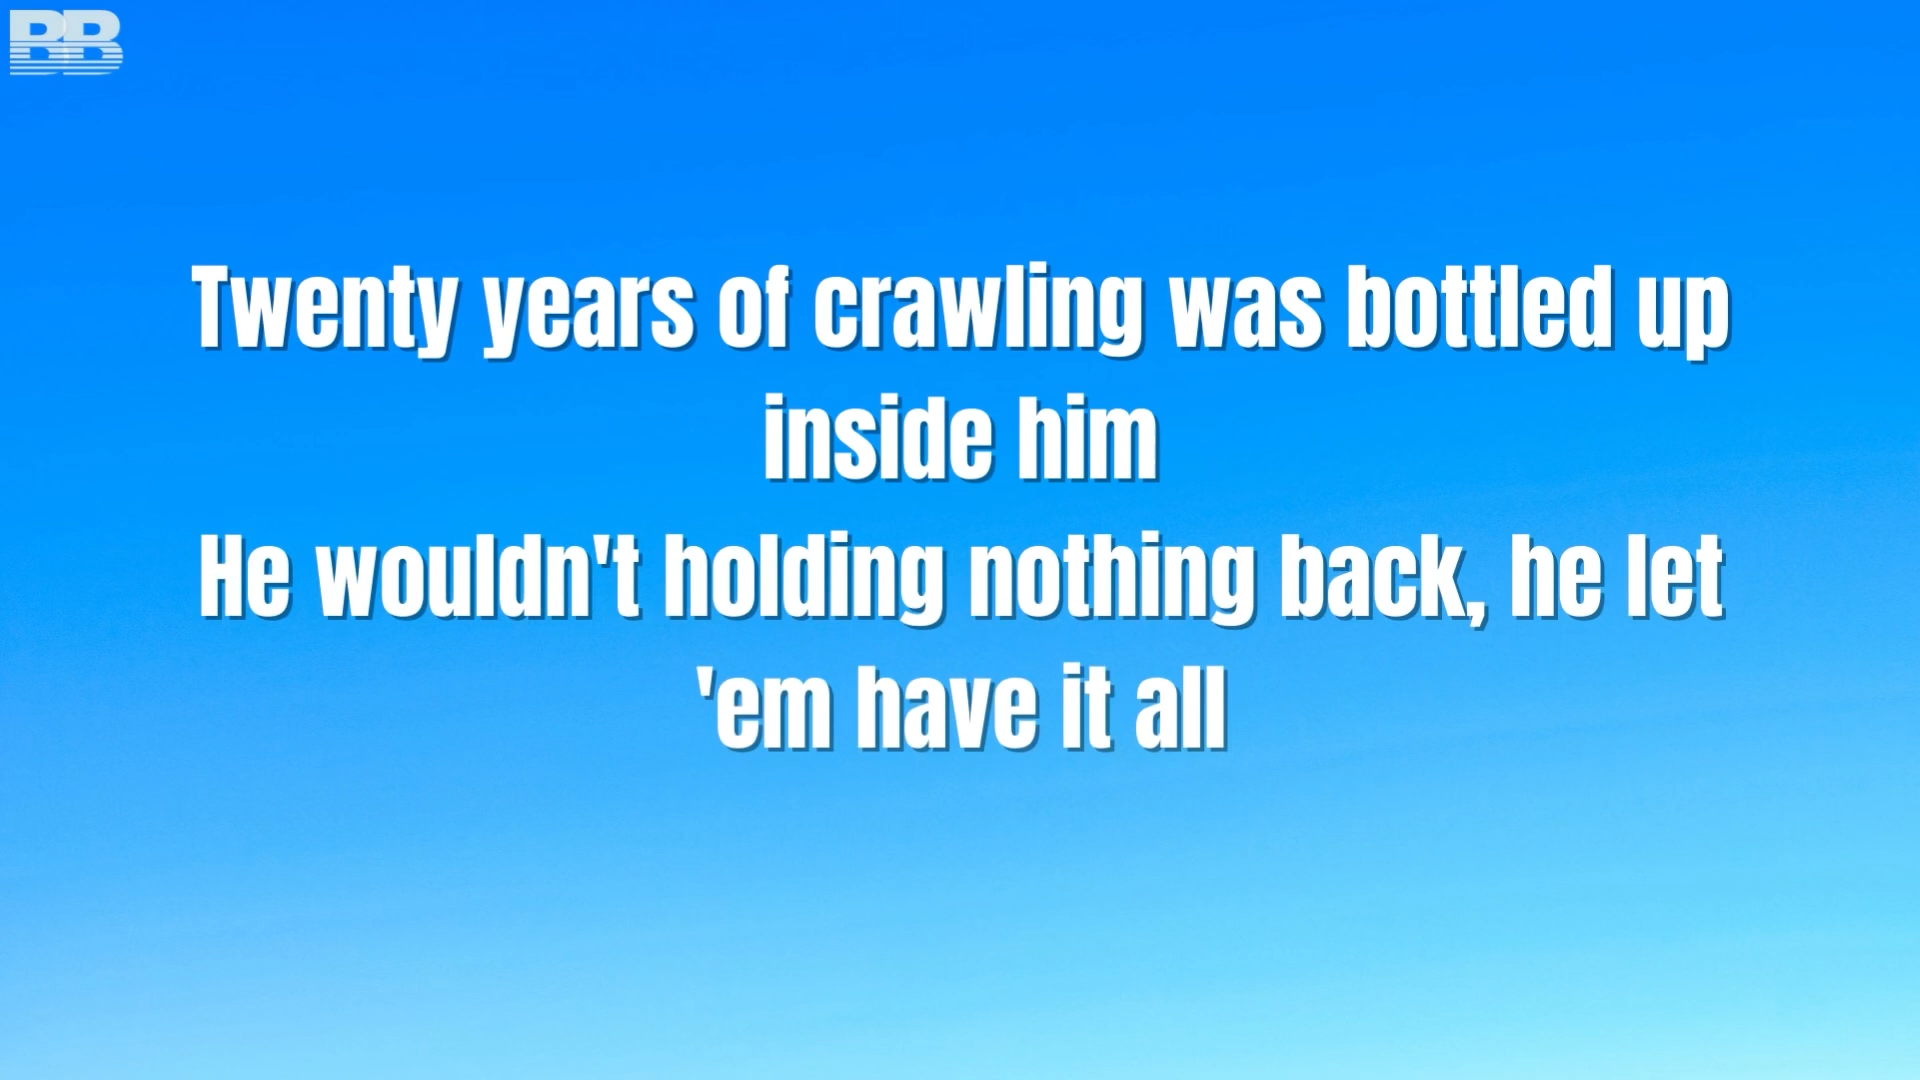 BB
Twenty years of crawling was bottled up
inside him
He wouldn't holding nothing back, he let
'em have it all